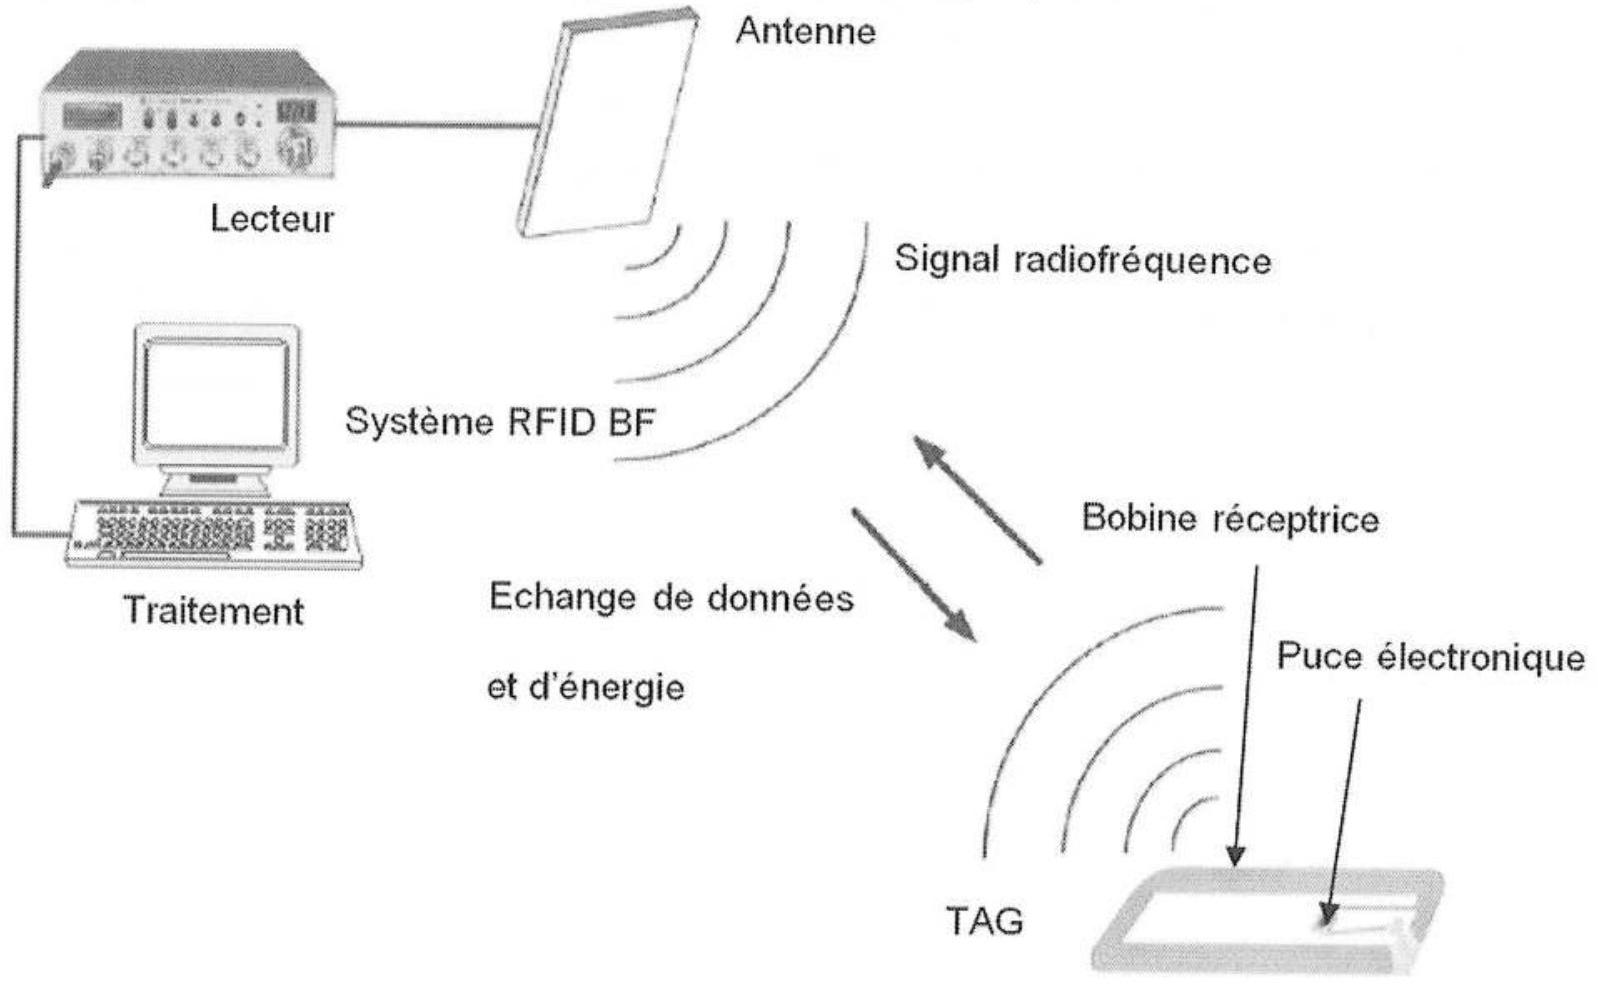 Antenne
Lecteur
Signal radiofréquence
Système RFID BF
Bobine réceptrice
Traitement
Echange de données
et d'énergie
Puce électronique
TAG